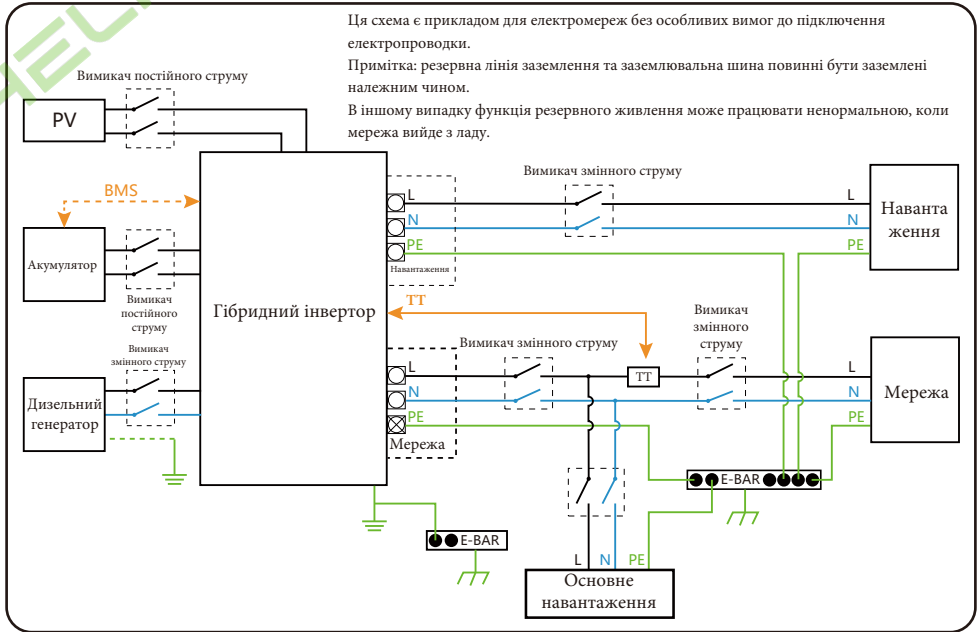 Ця схема є прикладом для електромереж без особливих вимог до підключення
електропроводки.
Примітка: резервна лінія заземлення та заземлювальна шина повинні бути заземлені
належним чином.
В іншому випадку функція резервного живлення може працювати ненормальною, коли
мережа вийде з ладу.
Вимикач постійного струму
PV
BMS
Акумулятор
Вимикач
постійного
струму
Вимикач
змінного струму
Дизельний
генератор
Гібридний інвертор
L
N
PE
Навантаження
Вимикач змінного струму
L
N
PE
Наванта
ження
ТТ
Вимикач змінного струму
ТТ
Вимикач
змінного
струму
L
N
PE
Мережа
L
N
PE
Мережа
E-BAR
E-BAR
L
N
PE
Основне
навантаження